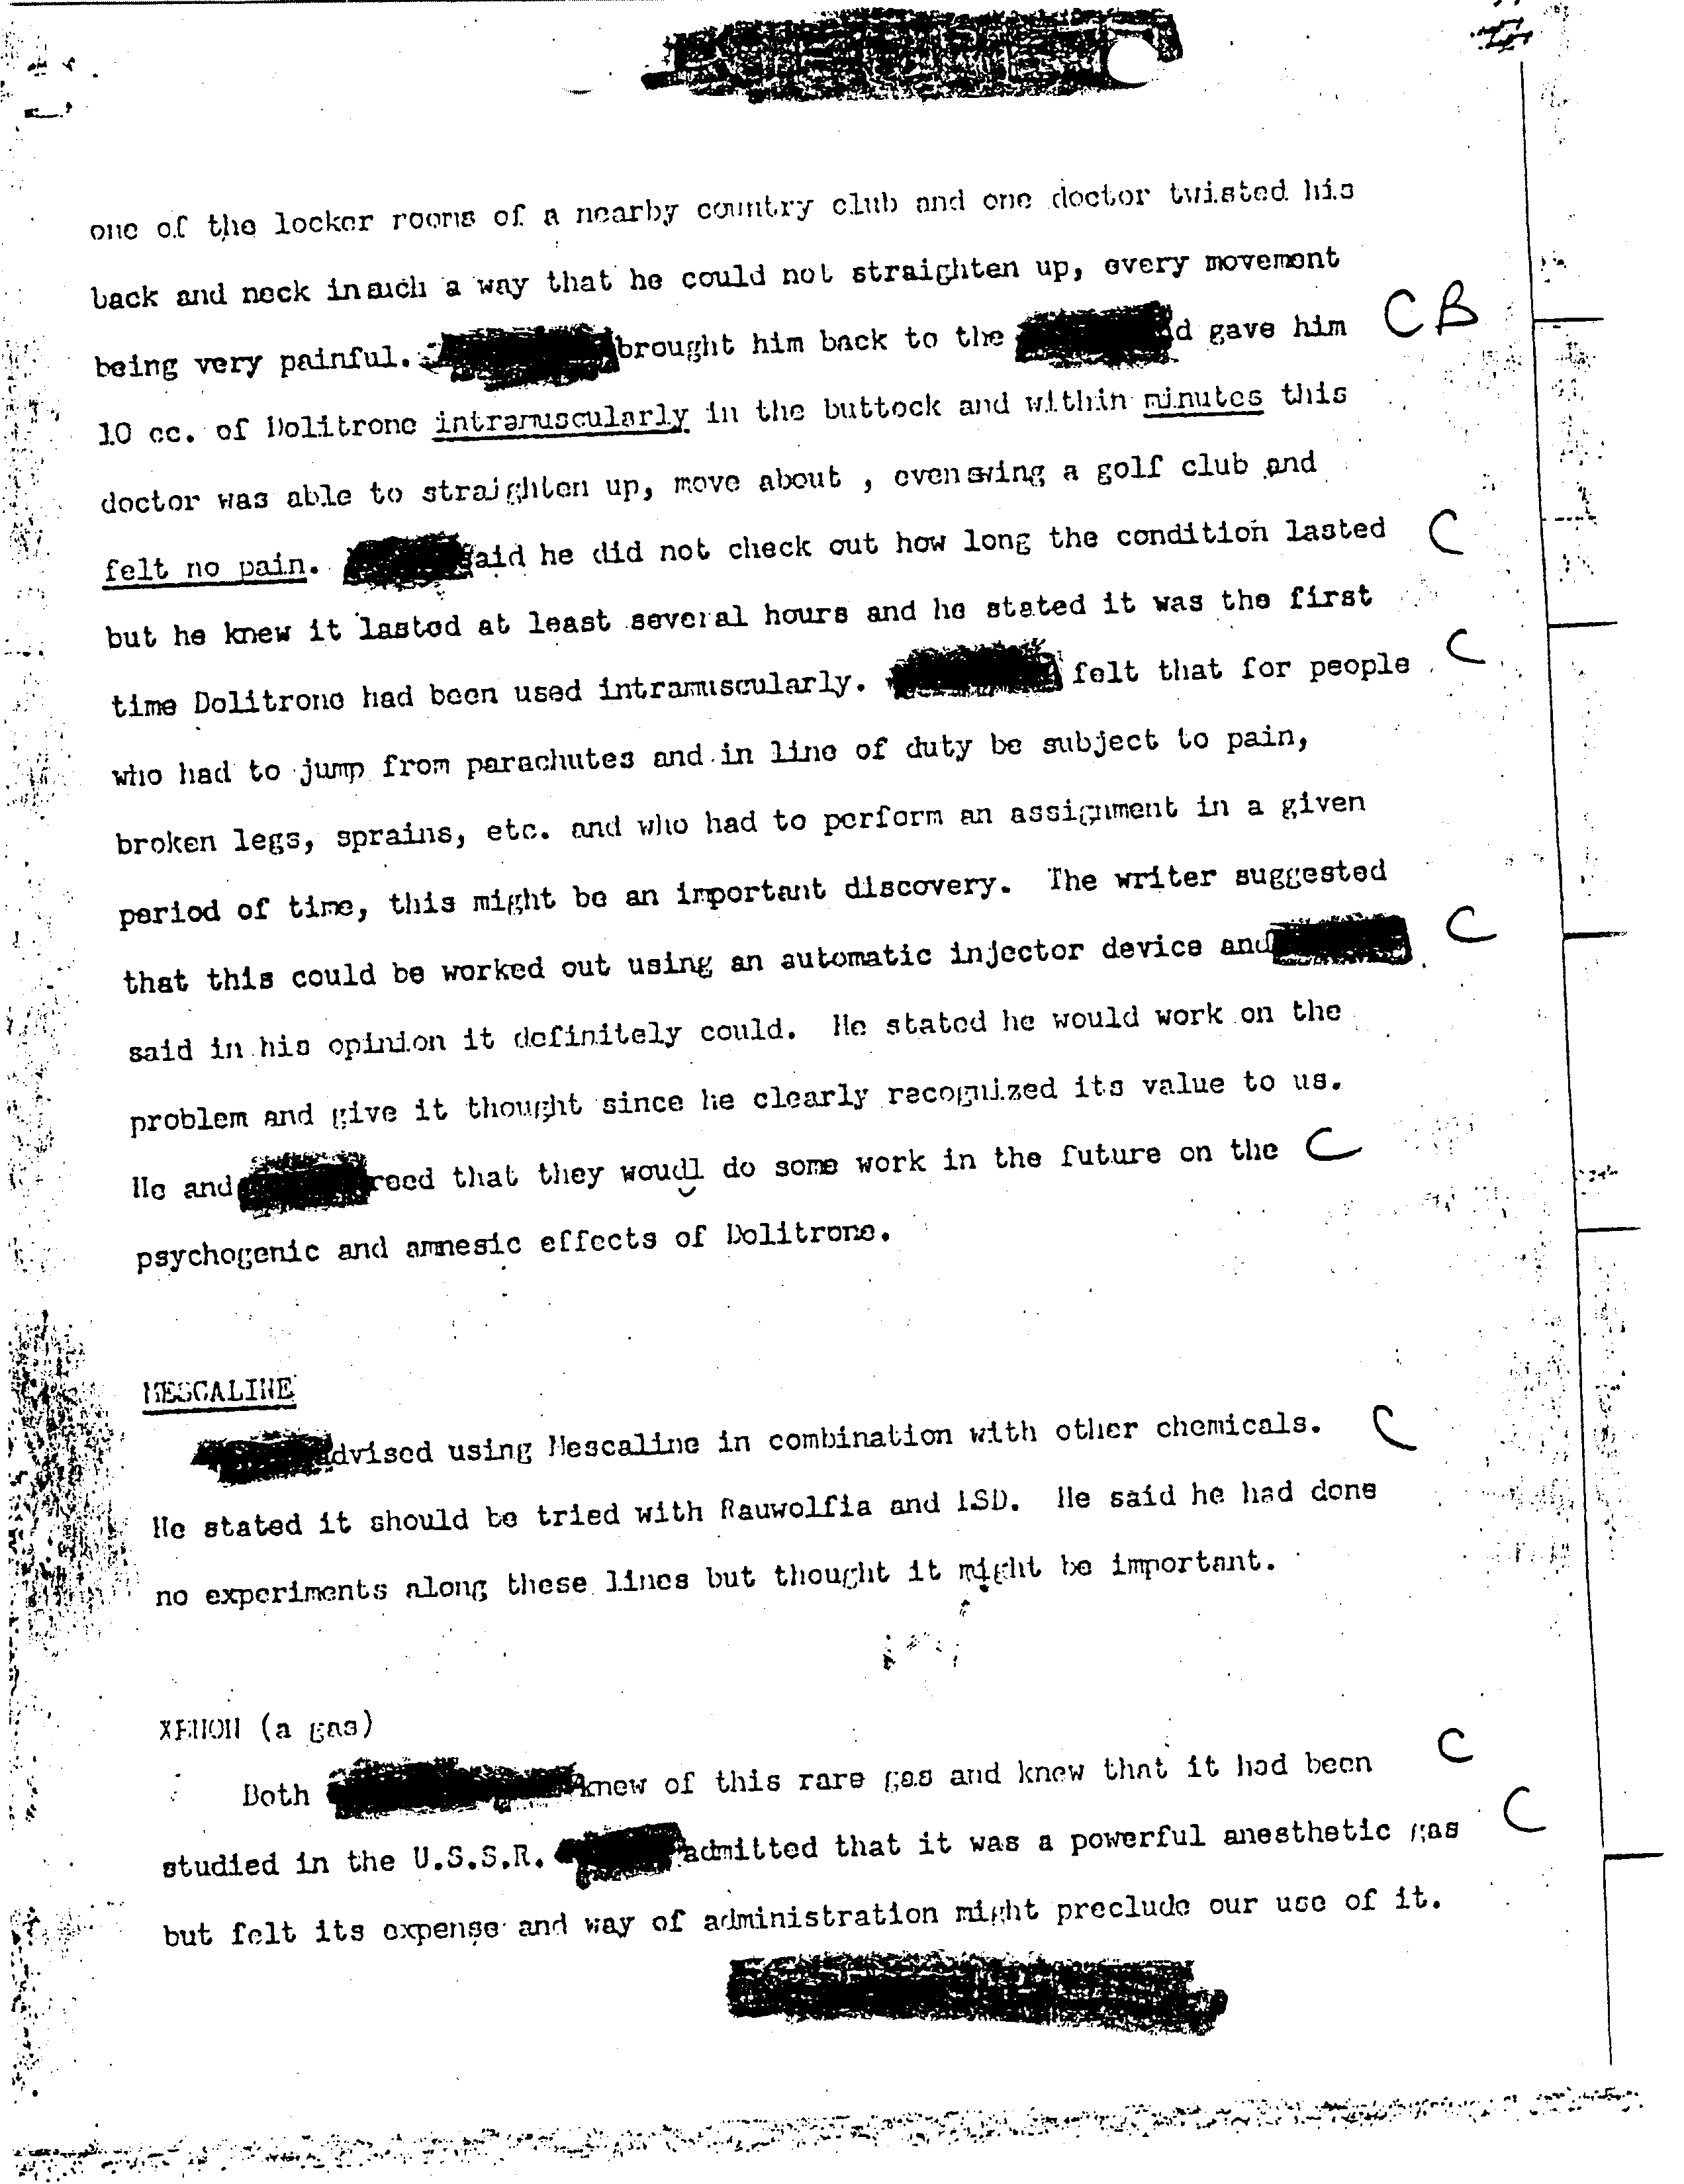 one of the locker rooms of a nearby country club and one doctor twisted his
back and neck in such a way that he could not straighten up, every movement
being very painful. brought him back to the d gave him C B
10 cc. of Dolitrone intramuscularly in the buttock and within minutes this
doctor was able to straighten up, move about , even swing a golf club and
felt no pain. aid he did not check out how long the condition lasted C
but he knew it lasted at least several hours and he stated it was the first
time Dolitrone had been used intramuscularly. felt that for people C
who had to jump from parachutes and in line of duty be subject to pain,
broken legs, sprains, etc. and who had to perform an assignment in a given
period of time, this might be an important discovery. The writer suggested
that this could be worked out using an automatic injector device and C
said in his opinion it definitely could. He stated he would work on the
problem and give it thought since he clearly recognized its value to us.
He and reed that they woudl do some work in the future on the C
psychogenic and amnesic effects of Dolitrone.
MESCALINE
dvised using Mescaline in combination with other chemicals. C
He stated it should be tried with Rauwolfia and LSD. He said he had done
no experiments along these lines but thought it might be important.
XENON (a gas)
Both knew of this rare gas and knew that it had been C
studied in the U.S.S.R. admitted that it was a powerful anesthetic gas C
but felt its expense and way of administration might preclude our use of it.